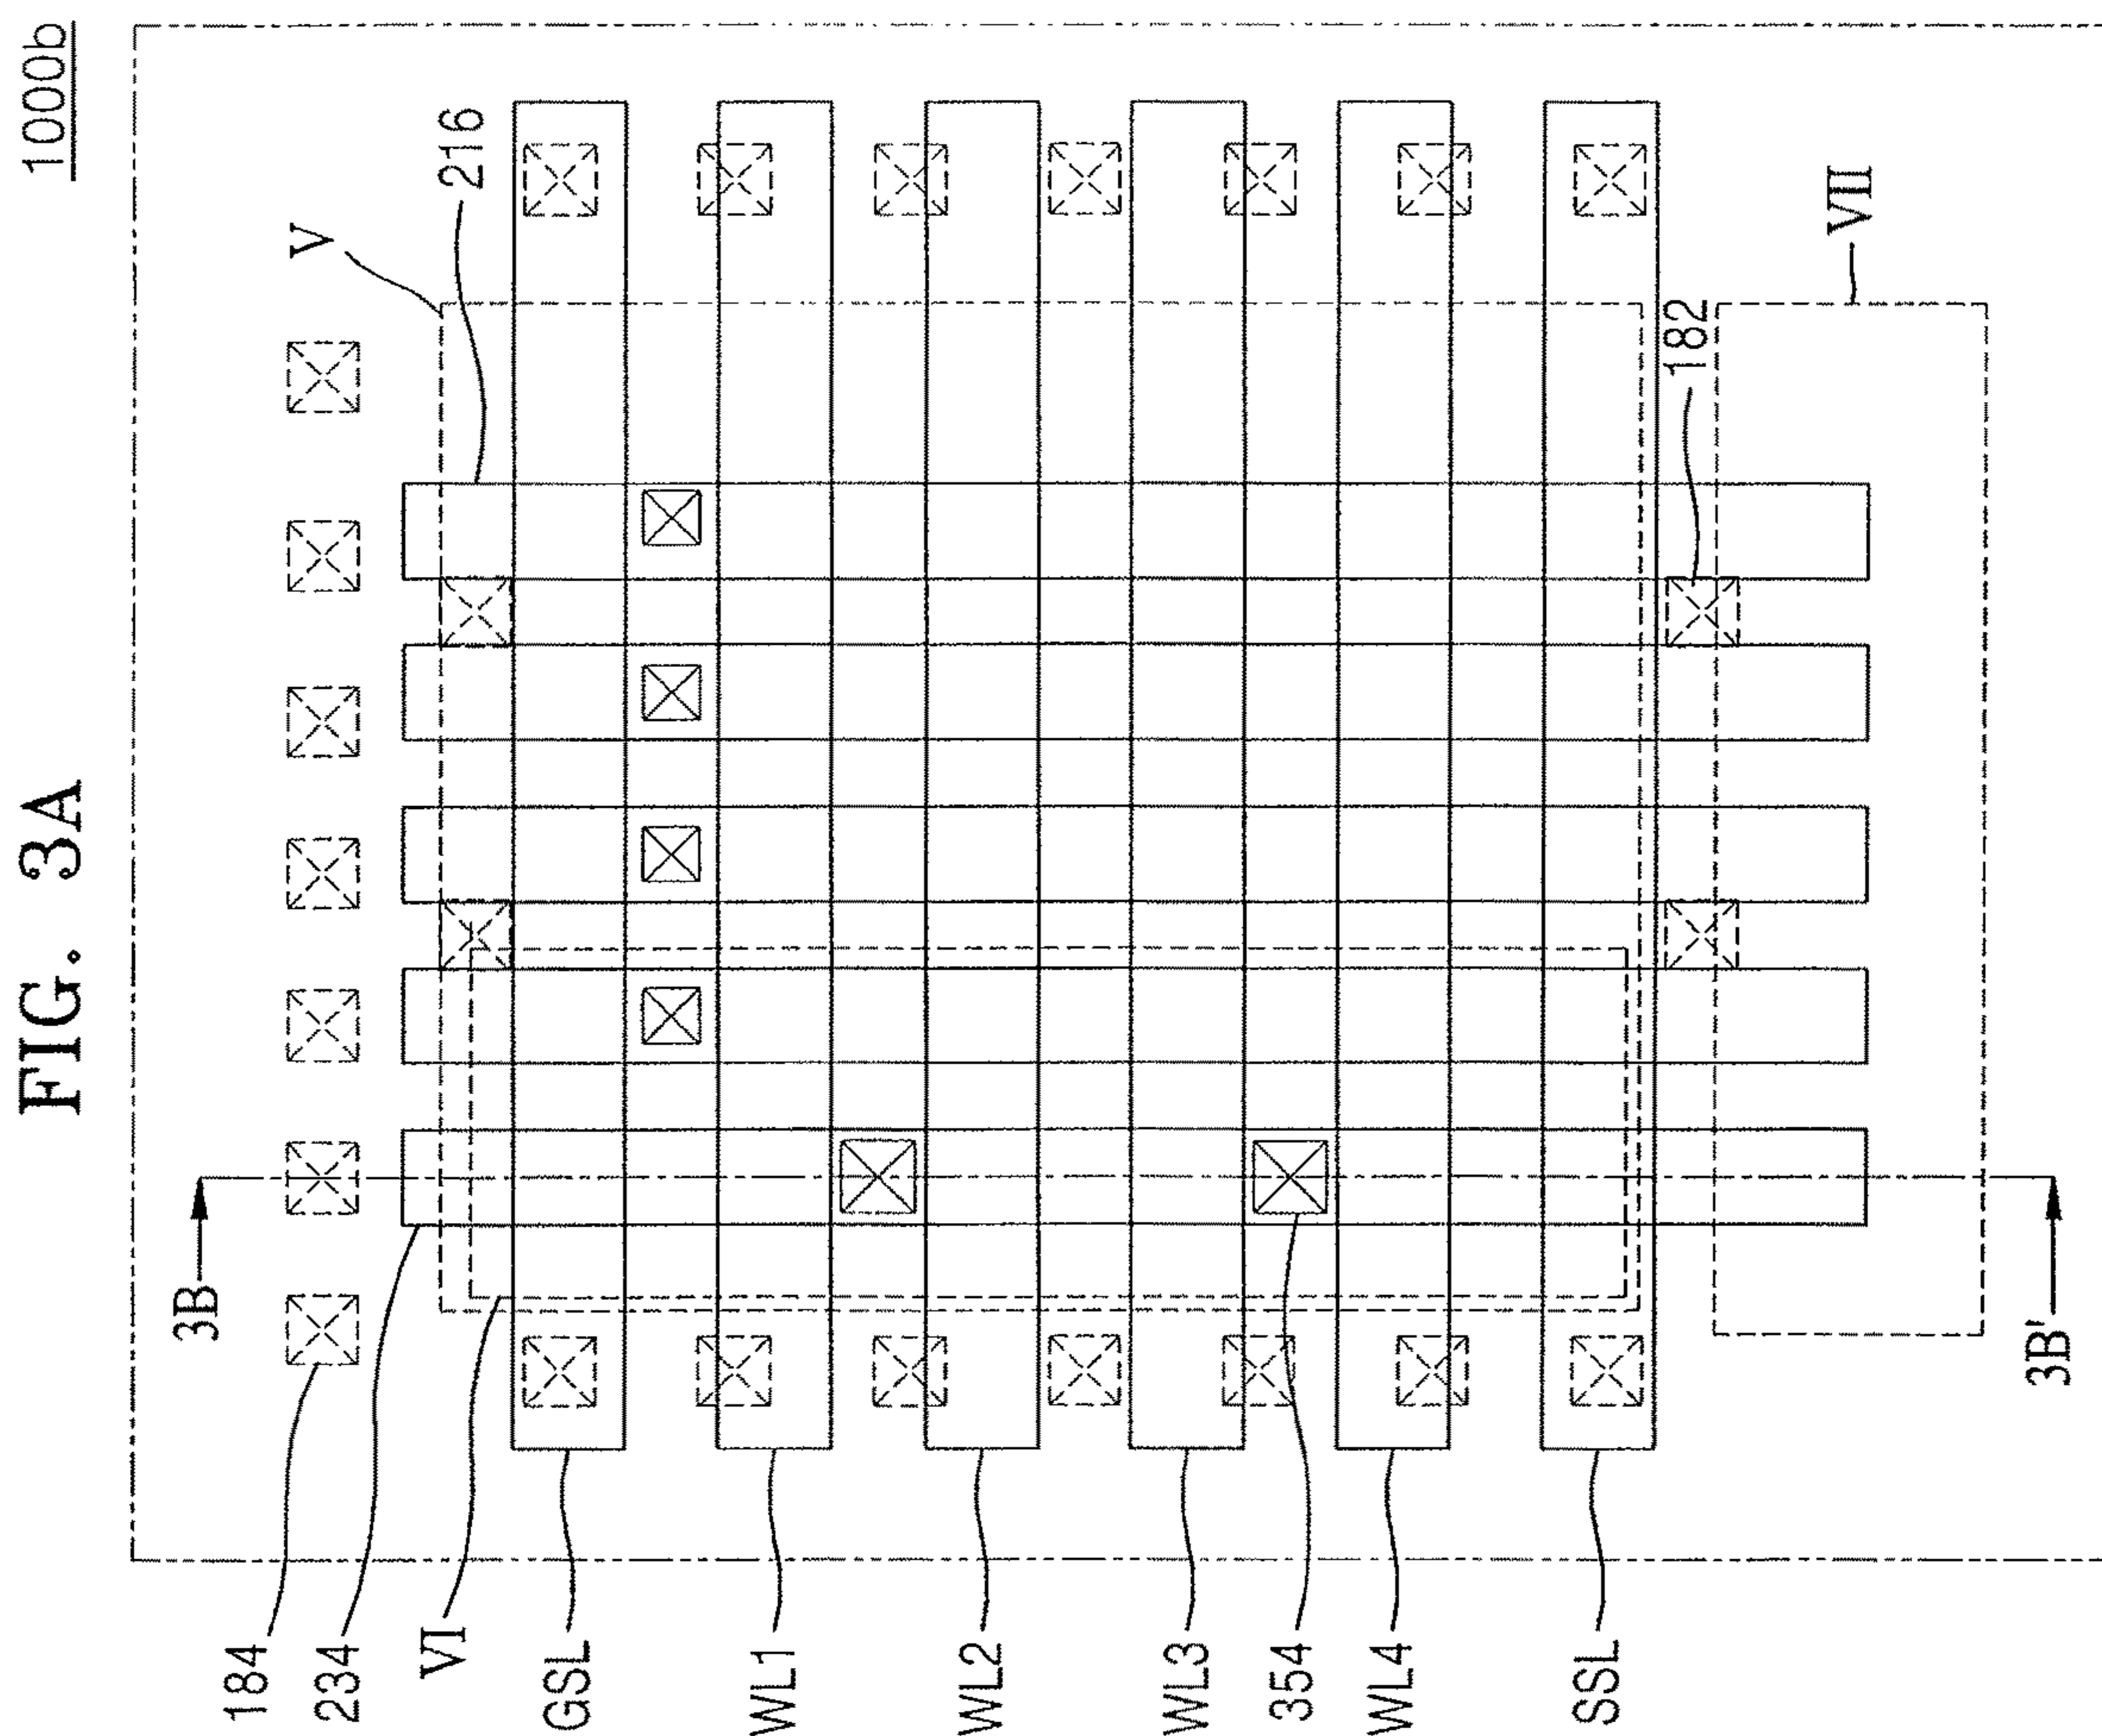 FIG. 3A
1000b
184
234
VI
GSL
WL1
WL2
WL3
354
WL4
SSL
3B
3B'
V
216
182
VII